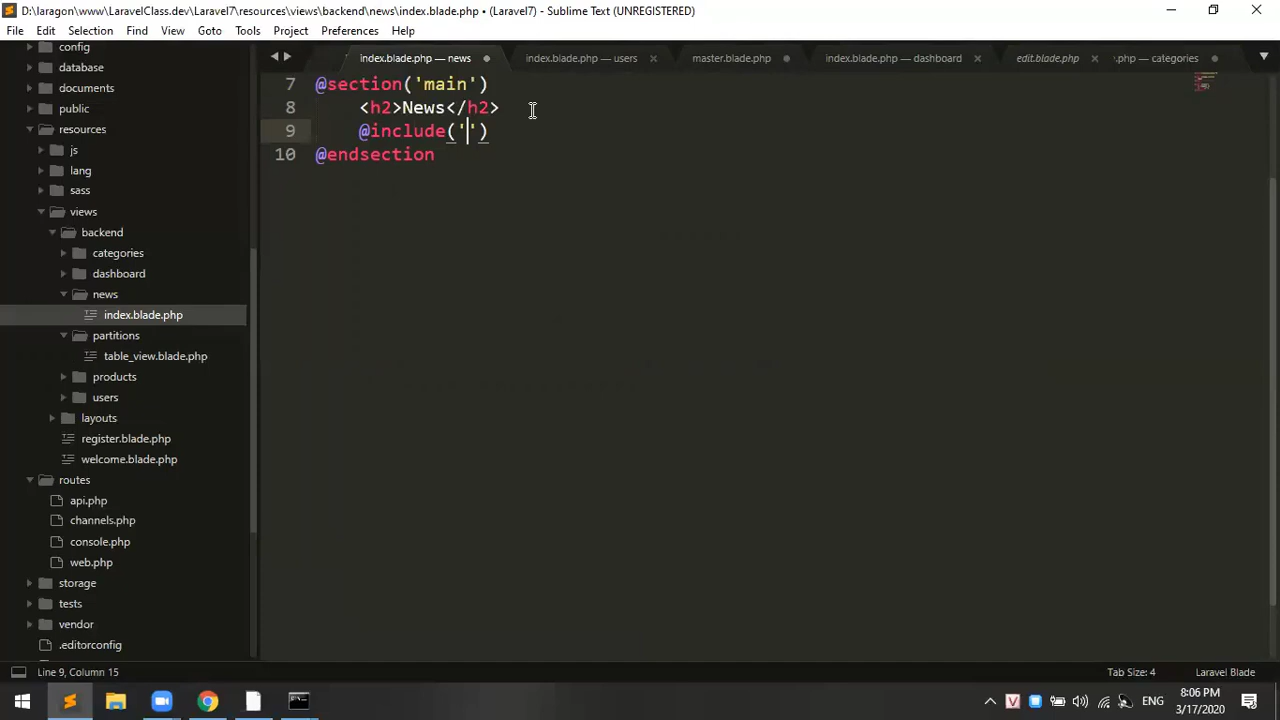 D:\laragon\www\LaravelClass.dev\Laravel7\resources\views\backend\news\index.blade.php • (Laravel7) - Sublime Text (UNREGISTERED)
File Edit Selection Find View Goto Tools Project Preferences Help
index.blade.php — news index.blade.php — users master.blade.php index.blade.php — dashboard edit.blade.php .php — categories
config
database
documents
public
resources
js
lang
sass
views
backend
categories
dashboard
news
index.blade.php
partitions
table_view.blade.php
products
users
layouts
register.blade.php
welcome.blade.php
routes
api.php
channels.php
console.php
web.php
storage
tests
vendor
.editorconfig
7 @section('main')
8 <h2>News</h2>
9 @include('')
10 @endsection
Line 9, Column 15 Tab Size: 4 Laravel Blade
ENG 8:06 PM
3/17/2020